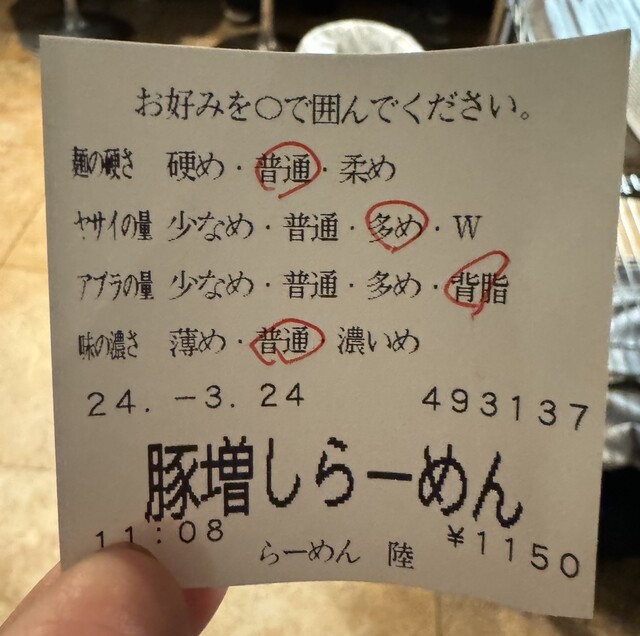 お好みを○で囲んでください。
麺の硬さ 硬め・普通・柔め
ヤサイの量 少なめ・普通・多め・W
アブラの量 少なめ・普通・多め・背脂
味の濃さ 薄め・普通・濃いめ
24.-3.24 493137
豚増しらーめん
11:08 らーめん 陸 ¥1150